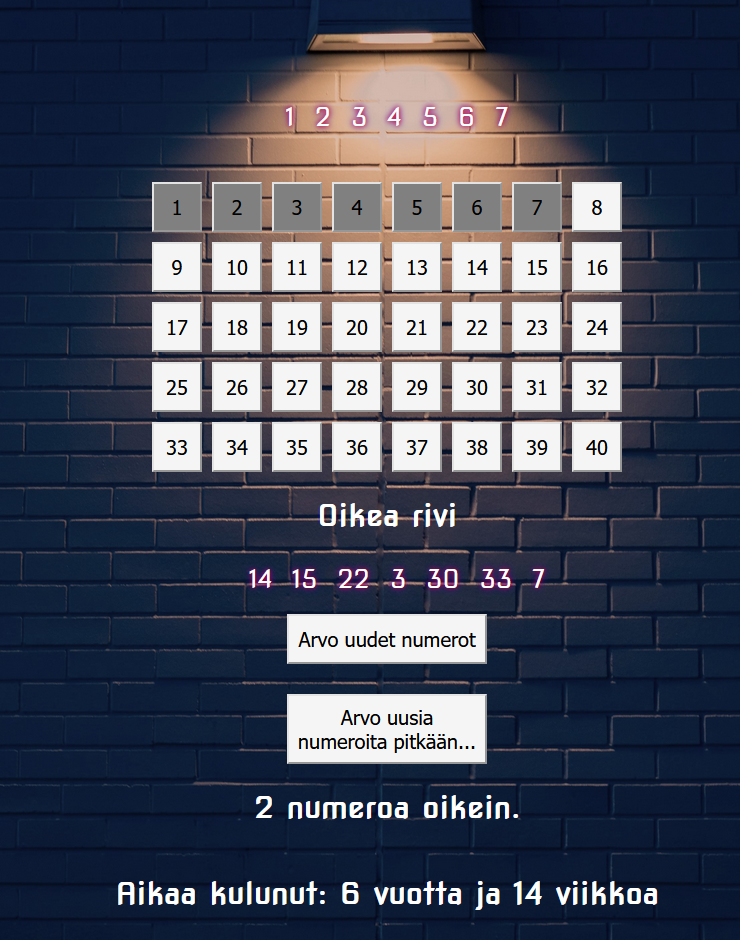 1 2 3 4 5 6 7
1 2 3 4 5 6 7 8
9 10 11 12 13 14 15 16
17 18 19 20 21 22 23 24
25 26 27 28 29 30 31 32
33 34 35 36 37 38 39 40
Oikea rivi
14 15 22 3 30 33 7
Arvo uudet numerot
Arvo uusia
numeroita pitkään...
2 numeroa oikein.
Aikaa kulunut: 6 vuotta ja 14 viikkoa